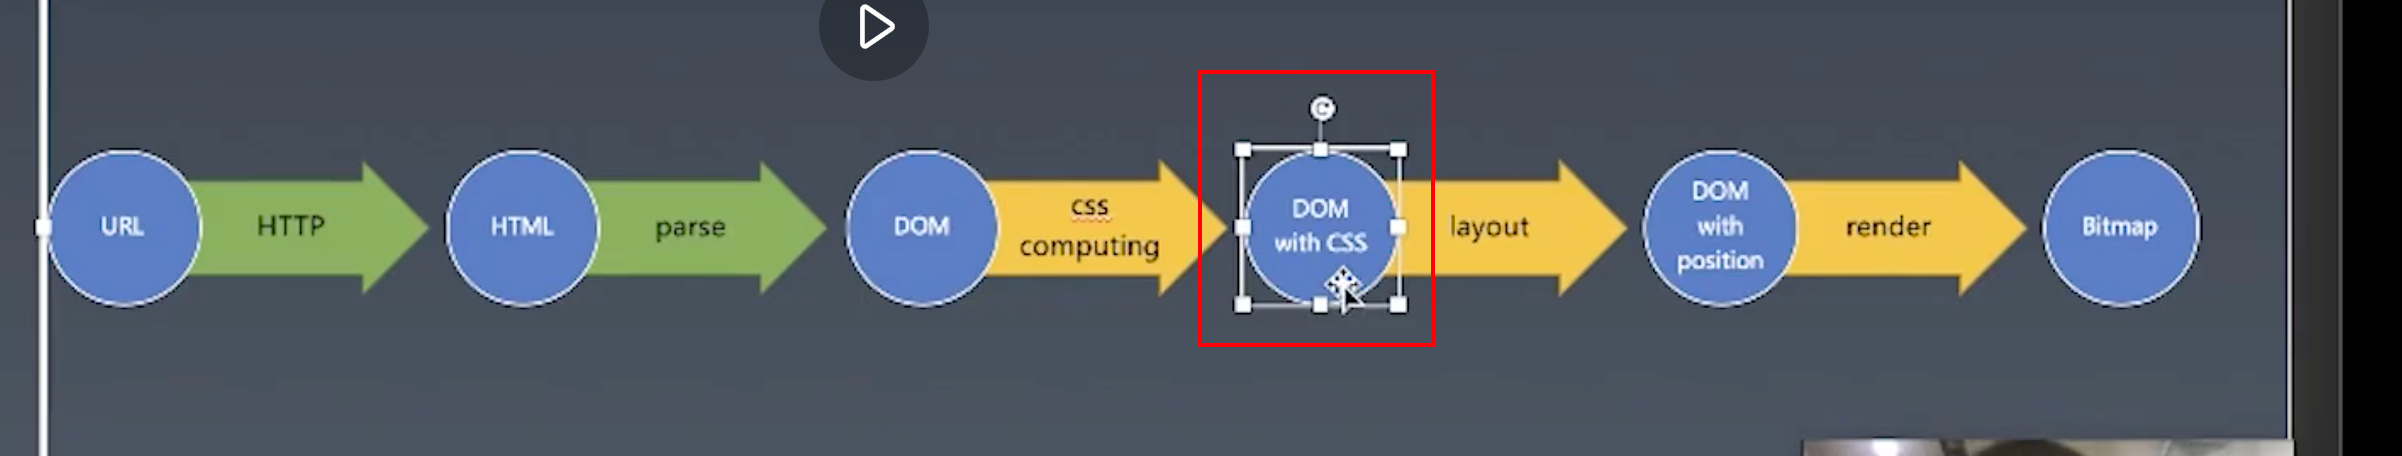 URL
HTTP
HTML
parse
DOM
css
computing
DOM
with CSS
layout
DOM
with
position
render
Bitmap